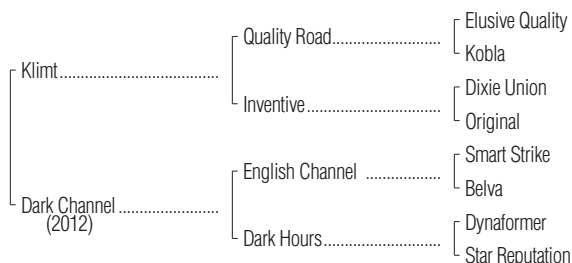 Elusive Quality
Quality Road
Kobla
Klimt
Dixie Union
Inventive
Original
Smart Strike
English Channel
Belva
Dark Channel
(2012)
Dynaformer
Dark Hours
Star Reputation